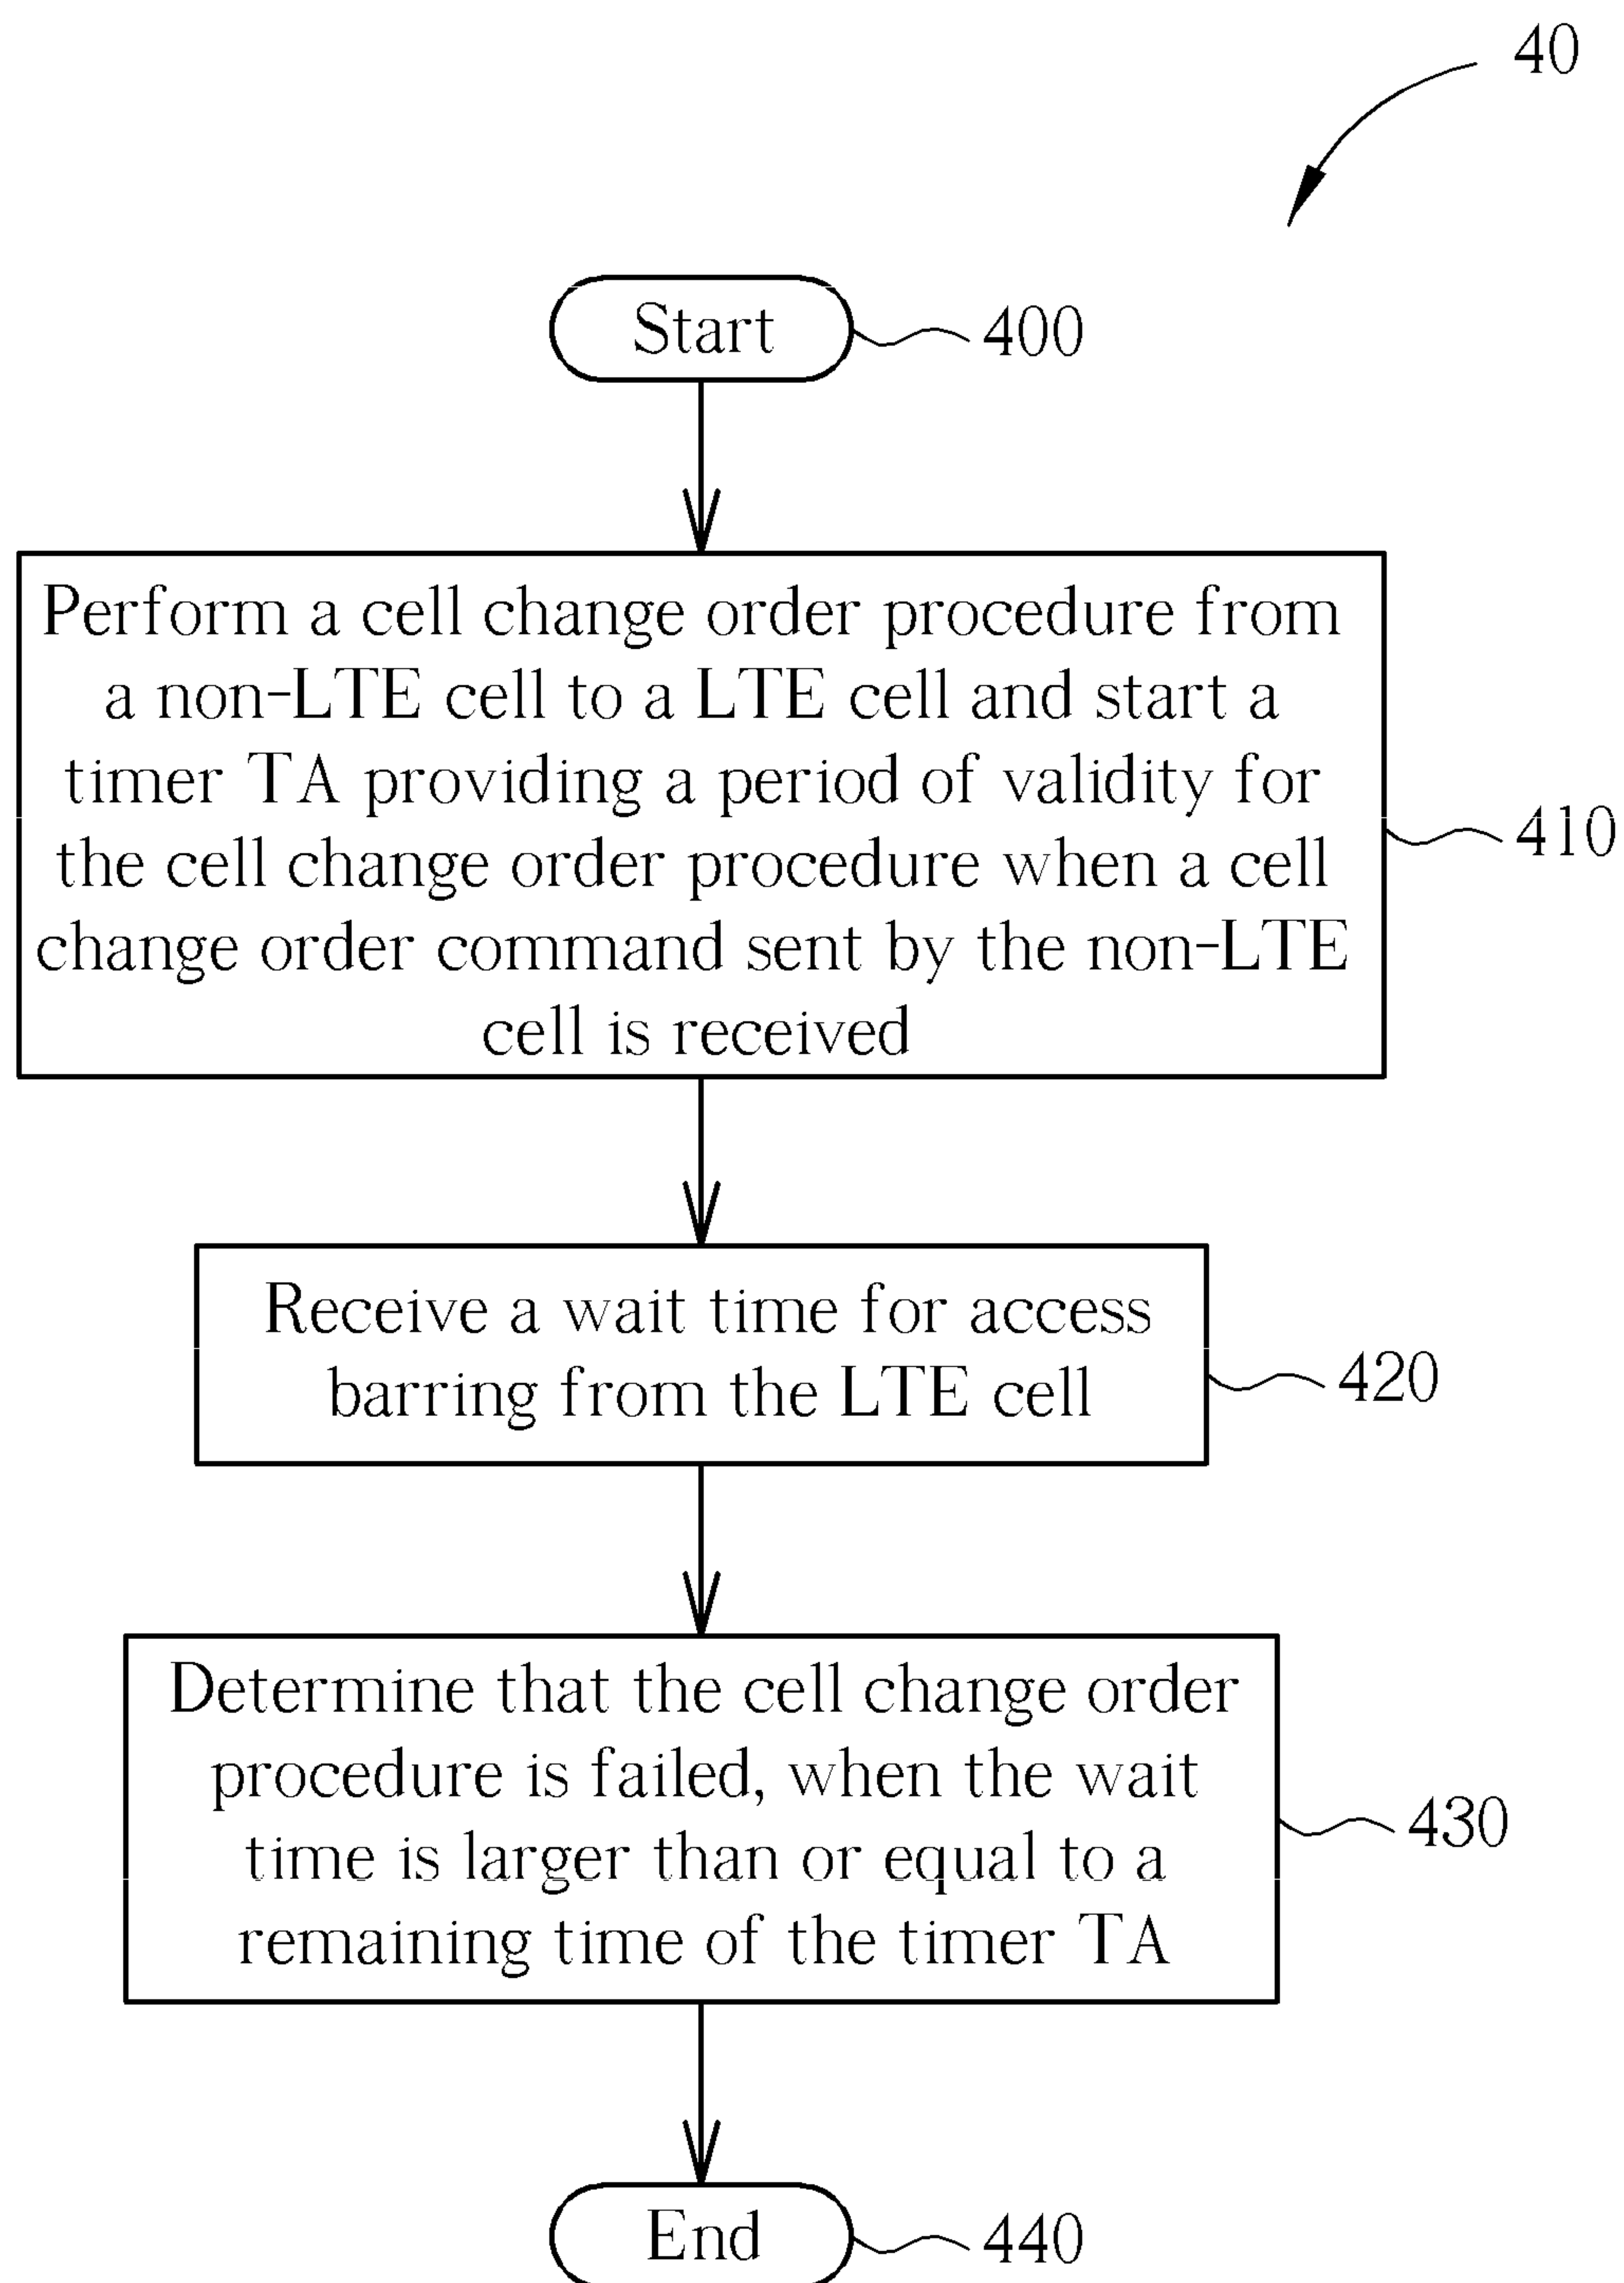 40
Start
400
Perform a cell change order procedure from
a non-LTE cell to a LTE cell and start a
timer TA providing a period of validity for
the cell change order procedure when a cell
change order command sent by the non-LTE
cell is received
410
Receive a wait time for access
barring from the LTE cell
420
Determine that the cell change order
procedure is failed, when the wait
time is larger than or equal to a
remaining time of the timer TA
430
End
440